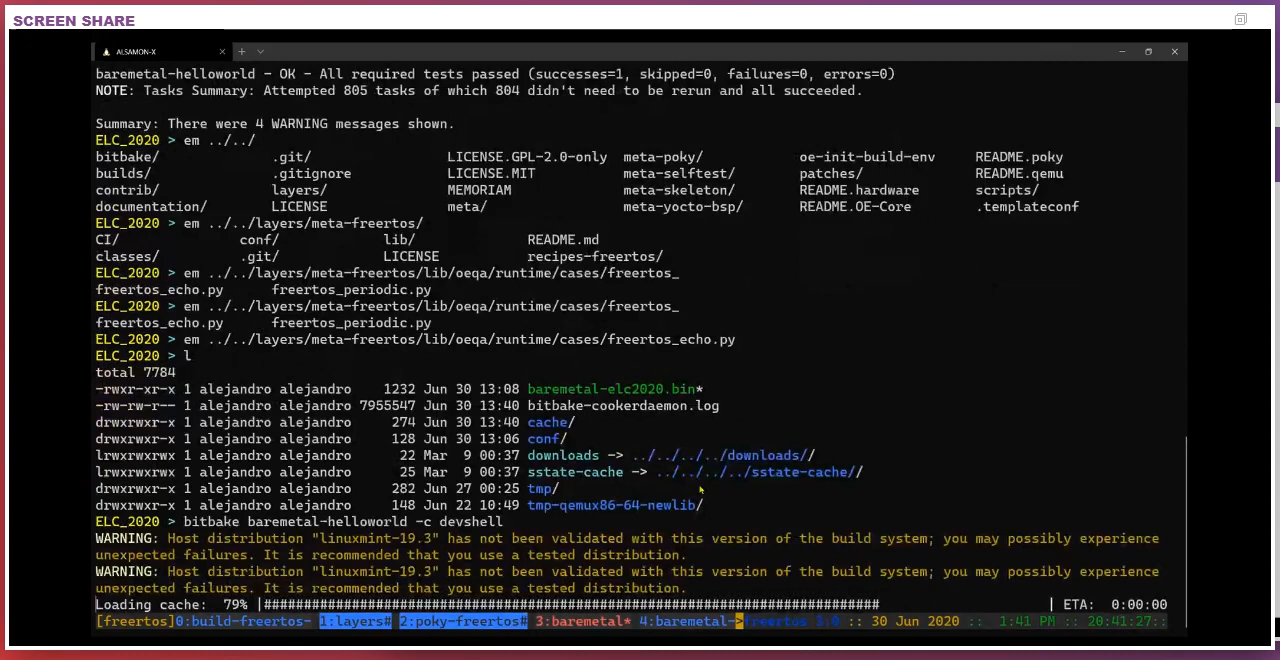 SCREEN SHARE
ALSAMON-X
baremetal-helloworld - OK - All required tests passed (successes=1, skipped=0, failures=0, errors=0)
NOTE: Tasks Summary: Attempted 805 tasks of which 804 didn't need to be rerun and all succeeded.
Summary: There were 4 WARNING messages shown.
ELC_2020 > em ../../
bitbake/ .git/ LICENSE.GPL-2.0-only meta-poky/ oe-init-build-env README.poky
builds/ .gitignore LICENSE.MIT meta-selftest/ patches/ README.qemu
contrib/ layers/ MEMORIAM meta-skeleton/ README.hardware scripts/
documentation/ LICENSE meta/ meta-yocto-bsp/ README.OE-Core .templateconf
ELC_2020 > em ../../layers/meta-freertos/
CI/ conf/ lib/ README.md
classes/ .git/ LICENSE recipes-freertos/
ELC_2020 > em ../../layers/meta-freertos/lib/oeqa/runtime/cases/freertos_
freertos_echo.py freertos_periodic.py
ELC_2020 > em ../../layers/meta-freertos/lib/oeqa/runtime/cases/freertos_
freertos_echo.py freertos_periodic.py
ELC_2020 > em ../../layers/meta-freertos/lib/oeqa/runtime/cases/freertos_echo.py
ELC_2020 > l
total 7784
-rwxr-xr-x 1 alejandro alejandro 1232 Jun 30 13:08 baremetal-elc2020.bin*
-rw-rw-r-- 1 alejandro alejandro 7955547 Jun 30 13:40 bitbake-cookerdaemon.log
drwxrwxr-x 1 alejandro alejandro 274 Jun 30 13:40 cache/
drwxrwxr-x 1 alejandro alejandro 128 Jun 30 13:06 conf/
lrwxrwxrwx 1 alejandro alejandro 22 Mar 9 00:37 downloads -> ../../../../downloads//
lrwxrwxrwx 1 alejandro alejandro 25 Mar 9 00:37 sstate-cache -> ../../../../sstate-cache//
drwxrwxr-x 1 alejandro alejandro 282 Jun 27 00:25 tmp/
drwxrwxr-x 1 alejandro alejandro 148 Jun 22 10:49 tmp-qemux86-64-newlib/
ELC_2020 > bitbake baremetal-helloworld -c devshell
WARNING: Host distribution "linuxmint-19.3" has not been validated with this version of the build system; you may possibly experience
unexpected failures. It is recommended that you use a tested distribution.
WARNING: Host distribution "linuxmint-19.3" has not been validated with this version of the build system; you may possibly experience
unexpected failures. It is recommended that you use a tested distribution.
Loading cache: 79% |############################################################################# | ETA: 0:00:00
[freertos]0:build-freertos- 1:layers# 2:poky-freertos# 3:baremetal* 4:baremetal->freertos 3.0 :: 30 Jun 2020 :: 1:41 PM :: 20:41:27::